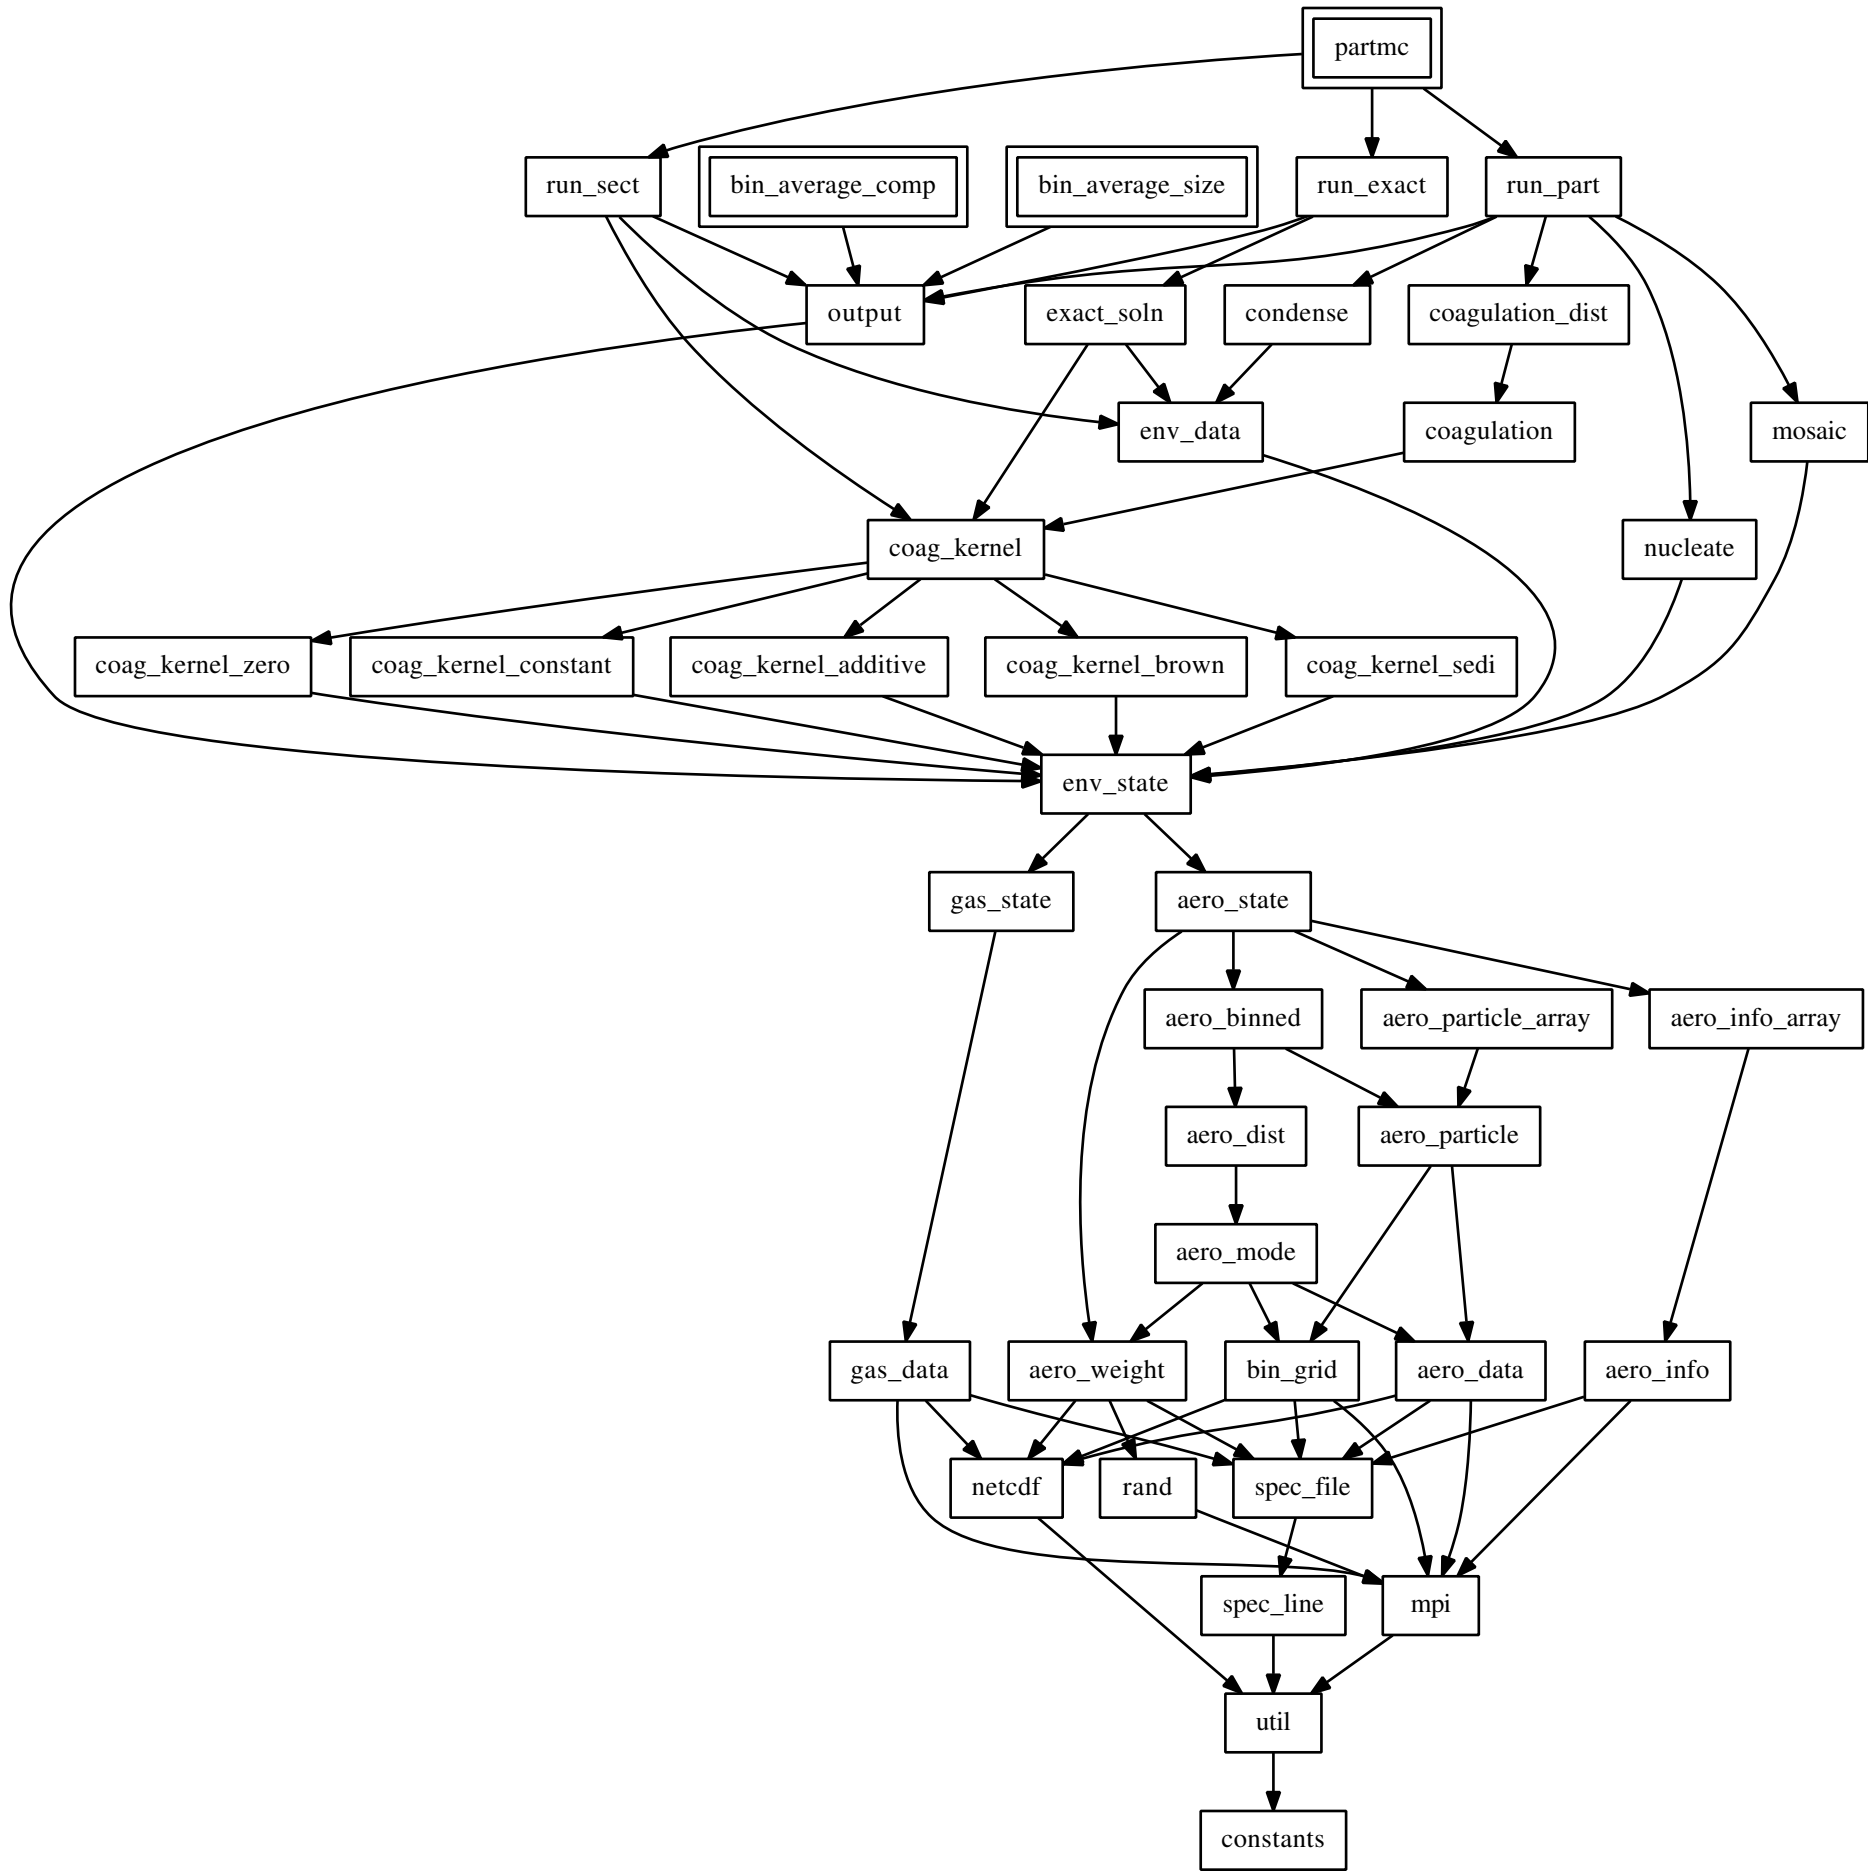 partmc
run_sect
bin_average_comp
bin_average_size
run_exact
run_part
output
exact_soln
condense
coagulation_dist
env_data
coagulation
mosaic
coag_kernel
nucleate
coag_kernel_zero
coag_kernel_constant
coag_kernel_additive
coag_kernel_brown
coag_kernel_sedi
env_state
gas_state
aero_state
aero_binned
aero_particle_array
aero_info_array
aero_dist
aero_particle
aero_mode
gas_data
aero_weight
bin_grid
aero_data
aero_info
netcdf
rand
spec_file
spec_line
mpi
util
constants